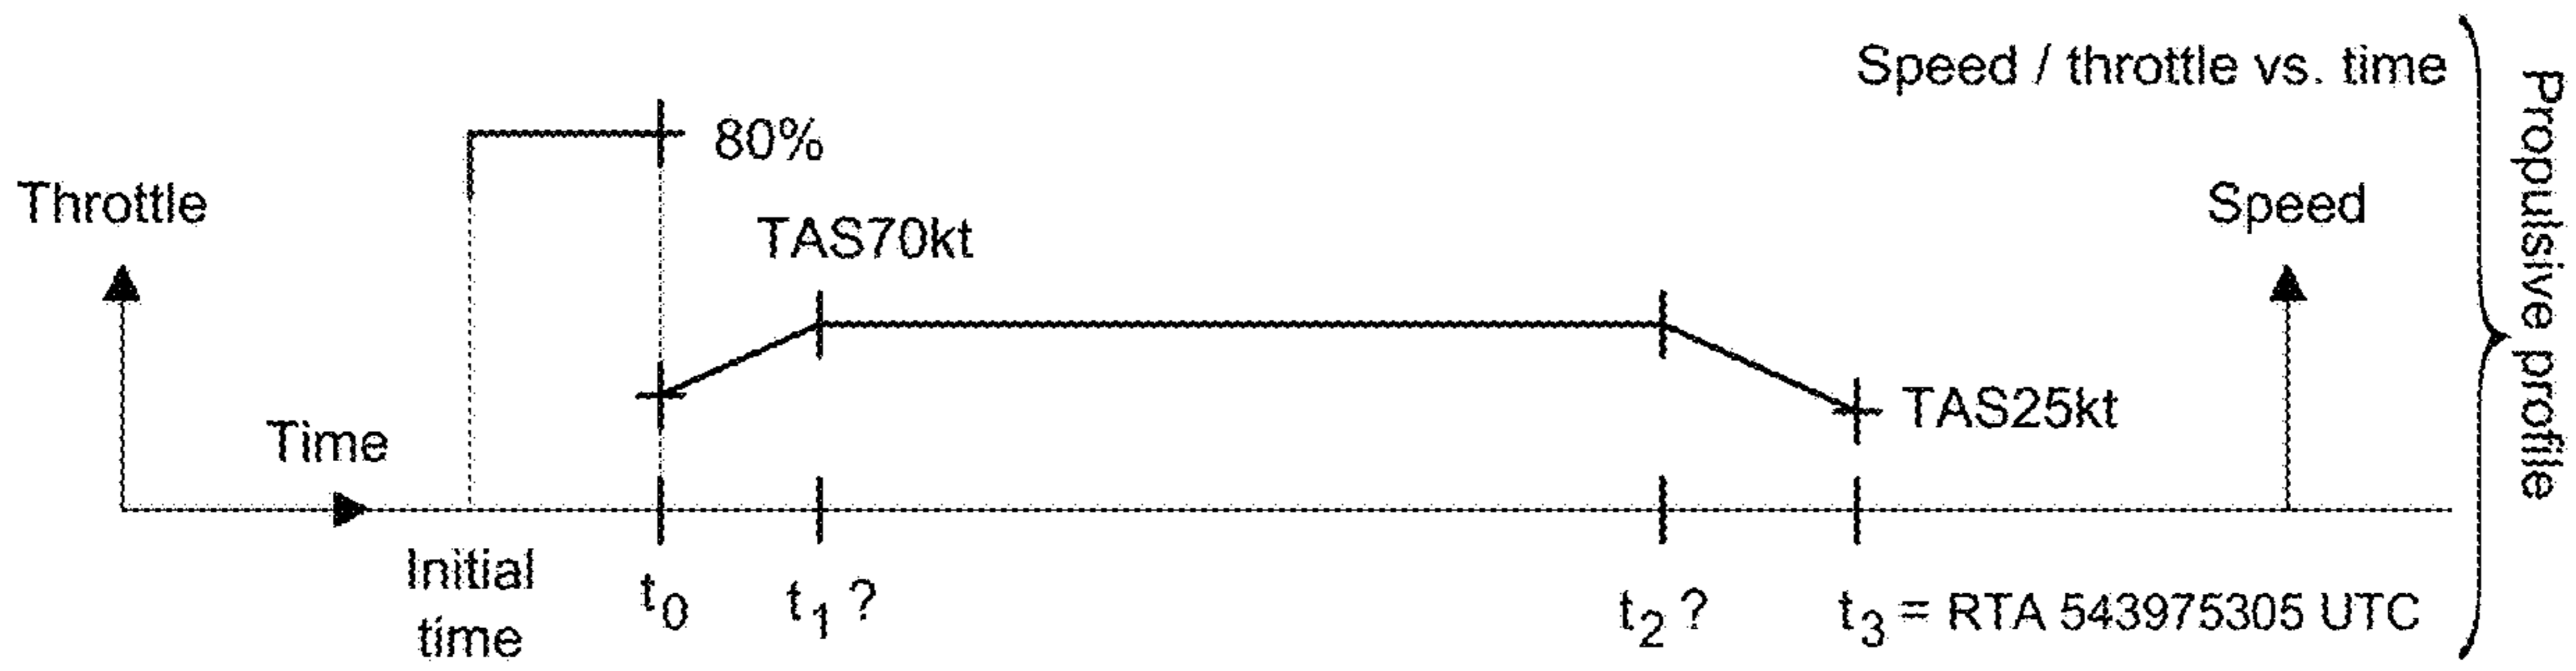 Speed / throttle vs. time
80%
Throttle
TAS70kt
Speed
Time
TAS25kt
Initial
time
t0
t1 ?
t2 ?
t3 = RTA 543975305 UTC
Propulsive profile